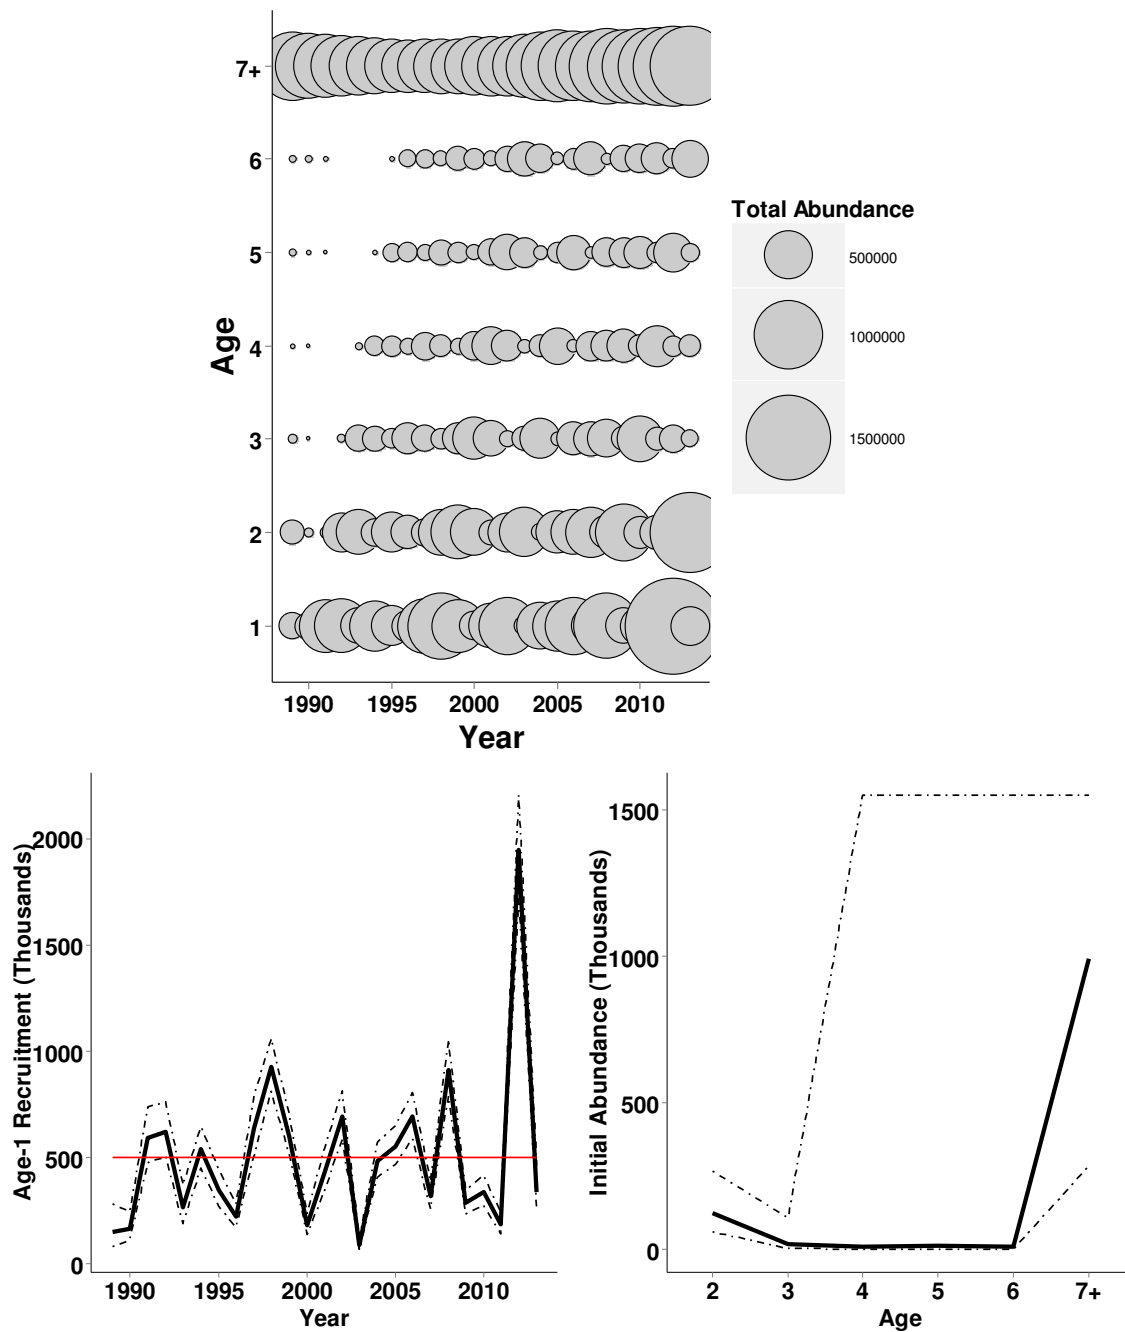 7+
6
5
4
3
2
1
Age
1990 1995 2000 2005 2010
Year
Total Abundance
500000
1000000
1500000
2000
1500
1000
500
0
Age-1 Recruitment (Thousands)
1990 1995 2000 2005 2010
Year
1500
1000
500
0
Initial Abundance (Thousands)
2 3 4 5 6 7+
Age